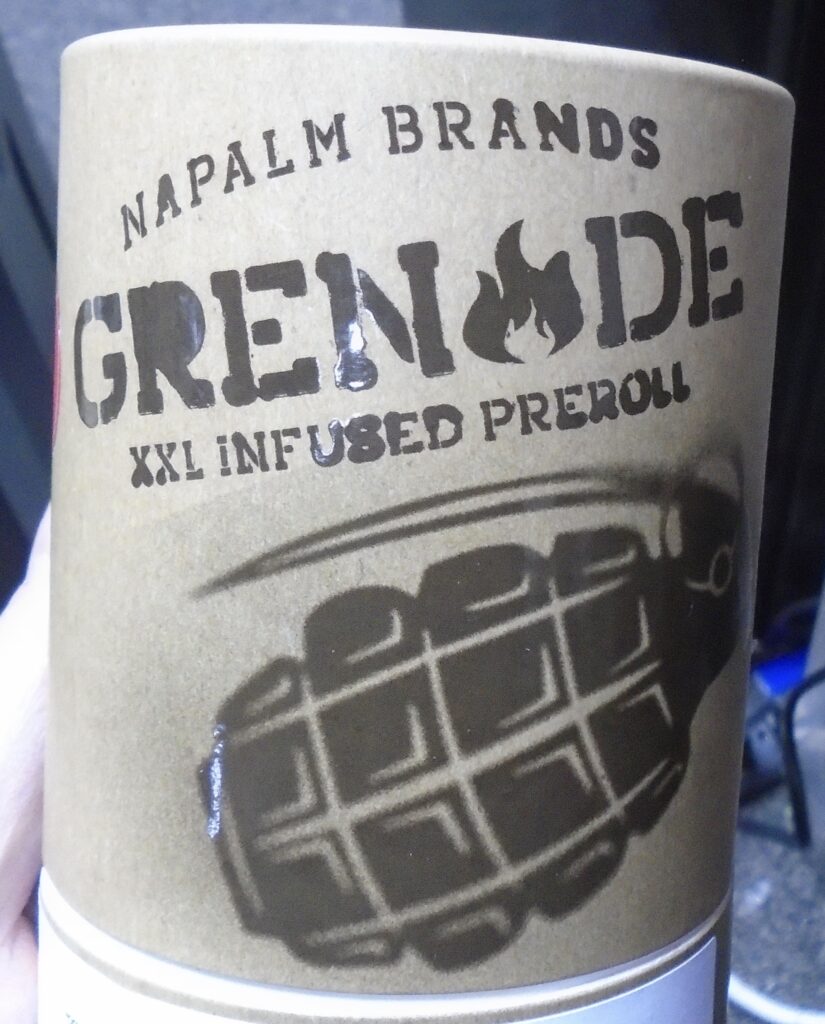 NAPALM BRANDS
GRENADE
XXL INFUSED PREROLL